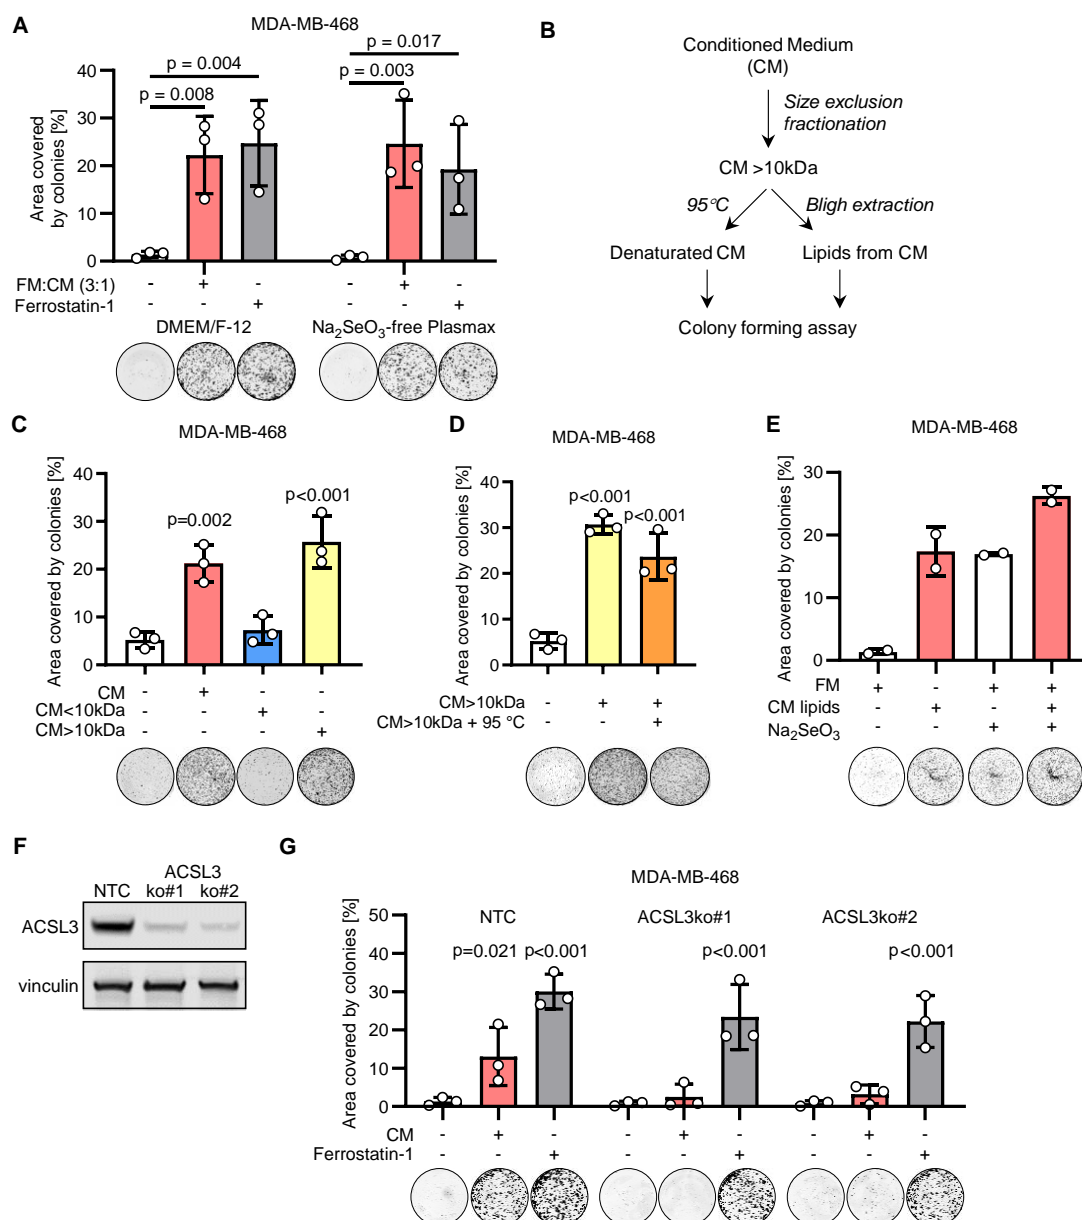 A
MDA-MB-468
p = 0.017
p = 0.004
p = 0.003
p = 0.008
Area covered
by colonies [%]
40
30
20
10
0
FM:CM (3:1) - + - - + -
Ferrostatin-1 - - + - - +
DMEM/F-12
Na₂SeO₃-free Plasmax
B
Conditioned Medium
(CM)
Size exclusion
fractionation
CM >10kDa
95°C
Bligh extraction
Denaturated CM
Lipids from CM
Colony forming assay
C
MDA-MB-468
Area covered by colonies [%]
40
30
20
10
0
p=0.002
p<0.001
CM - + - -
CM<10kDa - - + -
CM>10kDa - - - +
D
MDA-MB-468
Area covered by colonies [%]
40
30
20
10
0
p<0.001
p<0.001
CM>10kDa - + +
CM>10kDa + 95 °C - - +
E
MDA-MB-468
Area covered by colonies [%]
30
20
10
0
FM + - + +
CM lipids - + - +
Na₂SeO₃ - - + +
F
ACSL3
NTC ko#1 ko#2
ACSL3
vinculin
G
MDA-MB-468
Area covered by colonies [%]
50
40
30
20
10
0
NTC
ACSL3ko#1
ACSL3ko#2
p=0.021 p<0.001
p<0.001
p<0.001
CM - + - - + - - + -
Ferrostatin-1 - - + - - + - - +